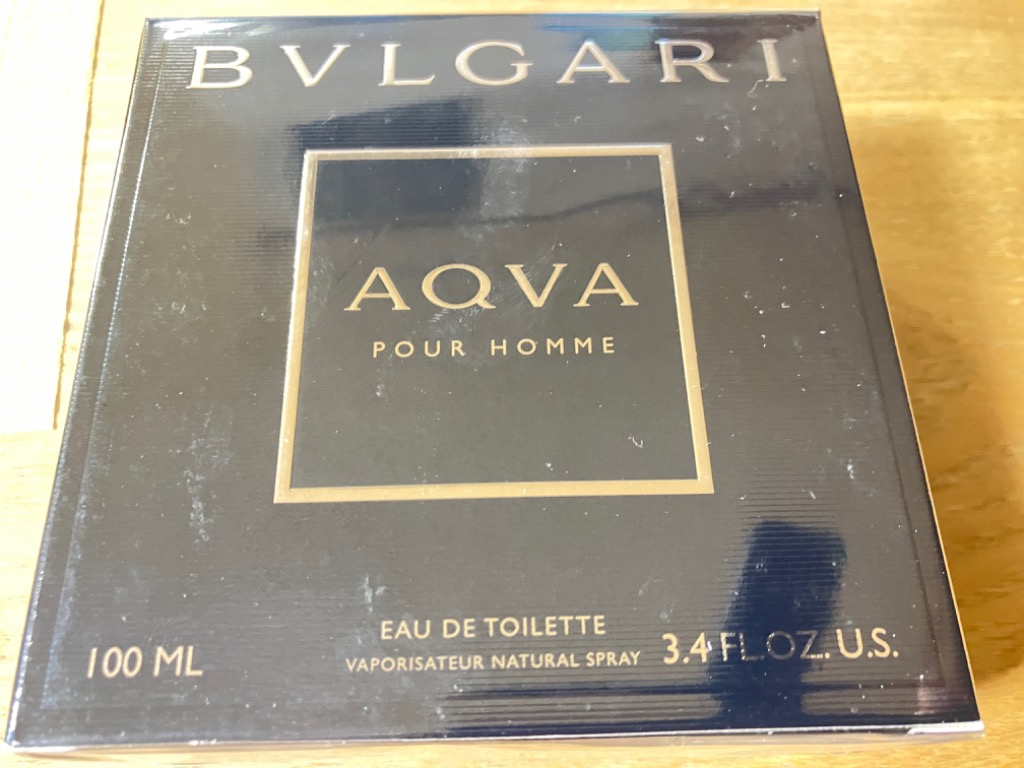 BVLGARI
AQVA
POUR HOMME
EAU DE TOILETTE
VAPORISATEUR NATURAL SPRAY
100 ML
3.4 FL.OZ. U.S.